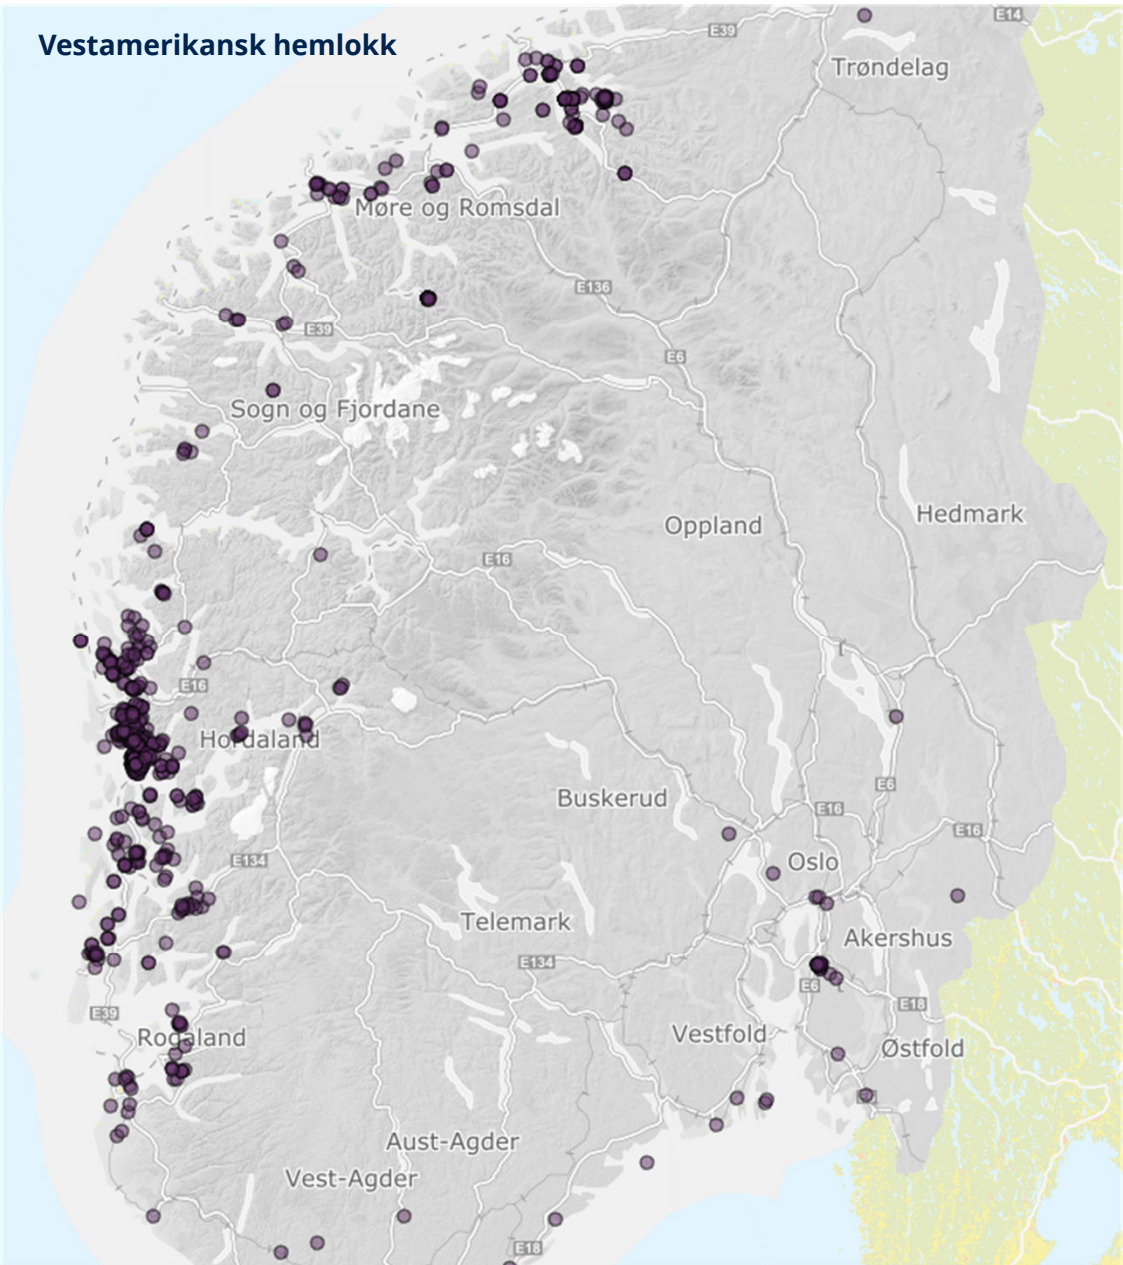 E14
E39
Vestamerikansk hemlokk
Trøndelag
Møre og Romsdal
E136
E39
E6
Sogn og Fjordane
Hedmark
Oppland
E16
E16
Hordaland
E6
Buskerud
E16
E16
E134
Oslo
Telemark
Akershus
E134
E6
E18
E39
Vestfold
Rogaland
Østfold
Aust-Agder
Vest-Agder
E18